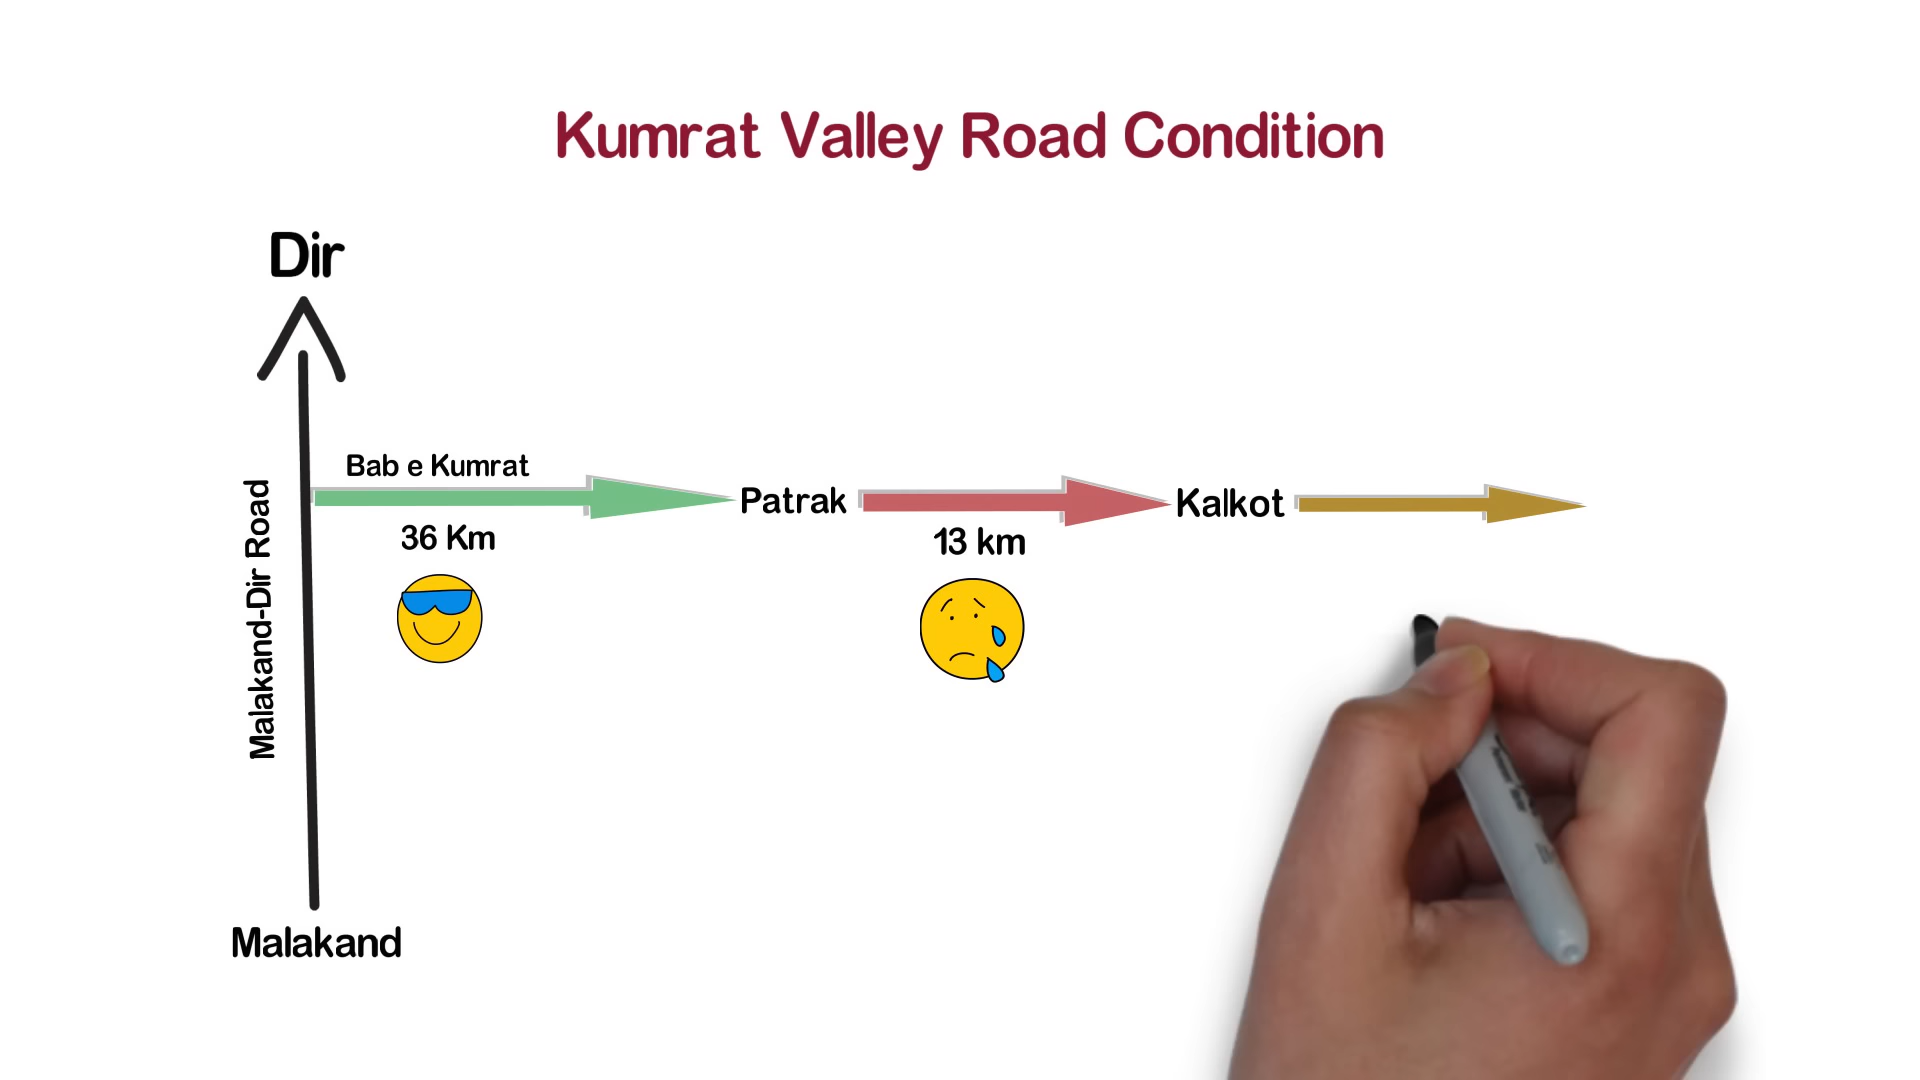 Kumrat Valley Road Condition
Dir
Bab e Kumrat
Patrak
Kalkot
36 Km
13 km
Malakand-Dir Road
Malakand